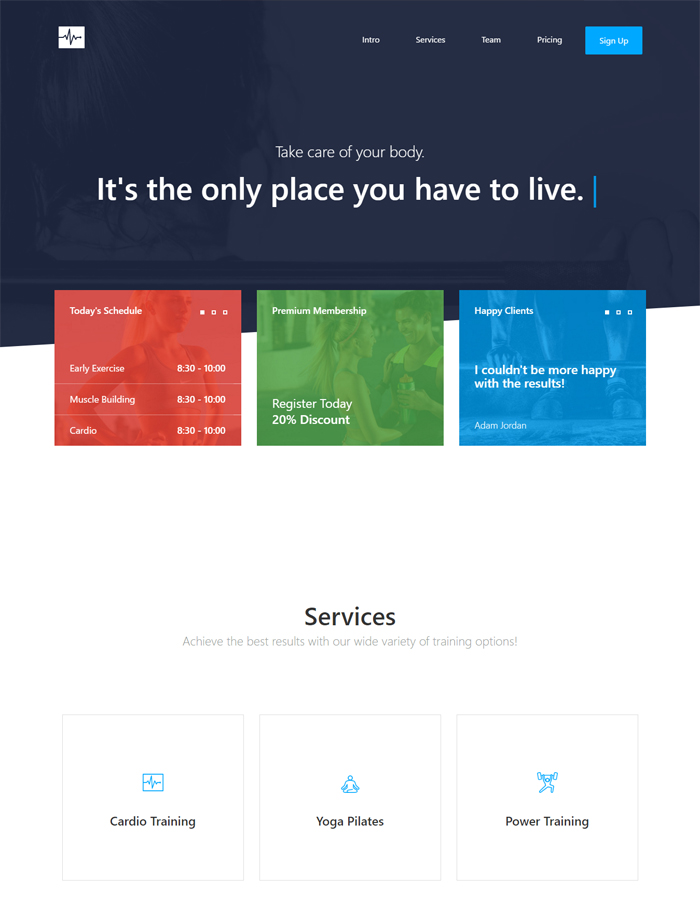 Intro Services Team Pricing Sign Up
Take care of your body.
It's the only place you have to live.
Today's Schedule
Early Exercise 8:30 - 10:00
Muscle Building 8:30 - 10:00
Cardio 8:30 - 10:00
Premium Membership
Register Today
20% Discount
Happy Clients
I couldn't be more happy
with the results!
Adam Jordan
Services
Achieve the best results with our wide variety of training options!
Cardio Training
Yoga Pilates
Power Training